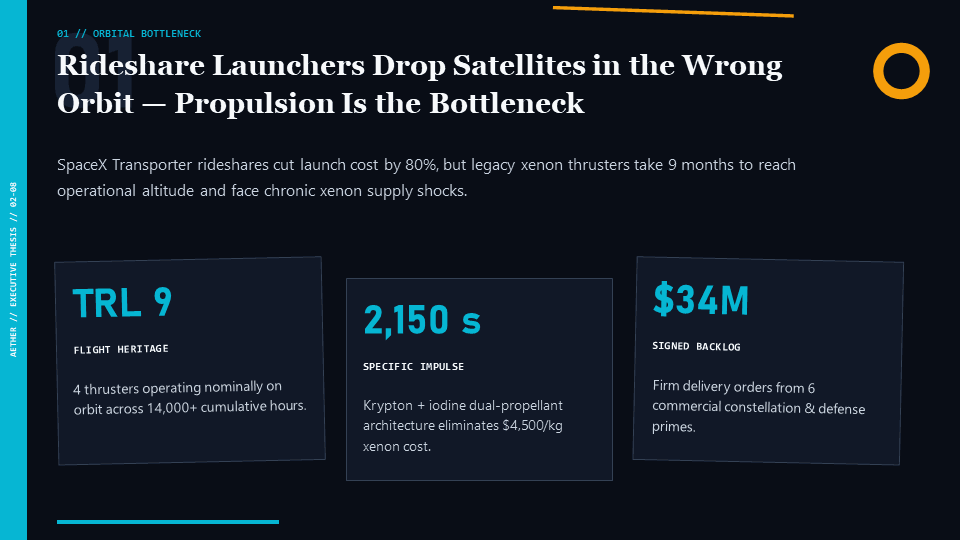 AETHER // EXECUTIVE THESIS // 02-08
01 // ORBITAL BOTTLENECK
01
Rideshare Launchers Drop Satellites in the Wrong
Orbit — Propulsion Is the Bottleneck
SpaceX Transporter rideshares cut launch cost by 80%, but legacy xenon thrusters take 9 months to reach
operational altitude and face chronic xenon supply shocks.
TRL 9
FLIGHT HERITAGE
4 thrusters operating nominally on
orbit across 14,000+ cumulative hours.
2,150 s
SPECIFIC IMPULSE
Krypton + iodine dual-propellant
architecture eliminates $4,500/kg
xenon cost.
$34M
SIGNED BACKLOG
Firm delivery orders from 6
commercial constellation & defense
primes.